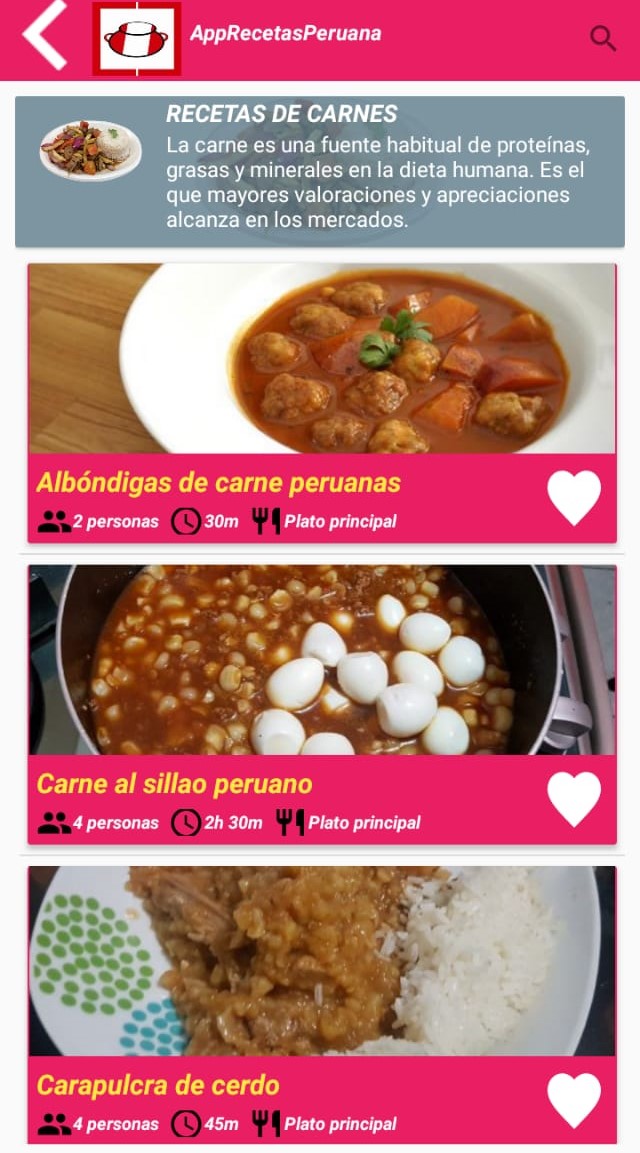 AppRecetasPeruana
RECETAS DE CARNES
La carne es una fuente habitual de proteínas,
grasas y minerales en la dieta humana. Es el
que mayores valoraciones y apreciaciones
alcanza en los mercados.
Albóndigas de carne peruanas
2 personas 30m Plato principal
Carne al sillao peruano
4 personas 2h 30m Plato principal
Carapulcra de cerdo
4 personas 45m Plato principal